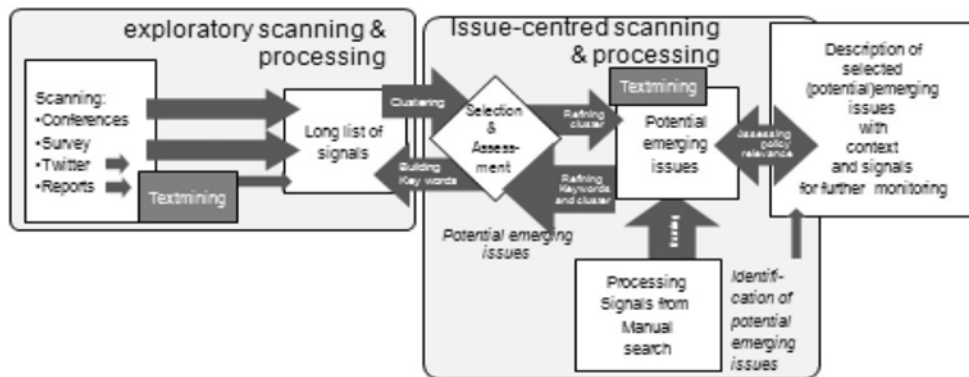 exploratory scanning &
processing
Scanning:
•Conferences
•Survey
•Twitter
•Reports
Textmining
Long list of
signals
Clustering
Building
Key words
Issue-centred scanning
& processing
Selection
&
Assess-
ment
Potential emerging
issues
Refining
cluster
Refining
Keywords
and cluster
Textmining
Potential
emerging
issues
Processing
Signals from
Manual
search
Assessing
policy
relevance
Identifi-
cation of
potential
emerging
issues
Description of
selected
(potential)emerging
issues
with
context
and signals
for further monitoring